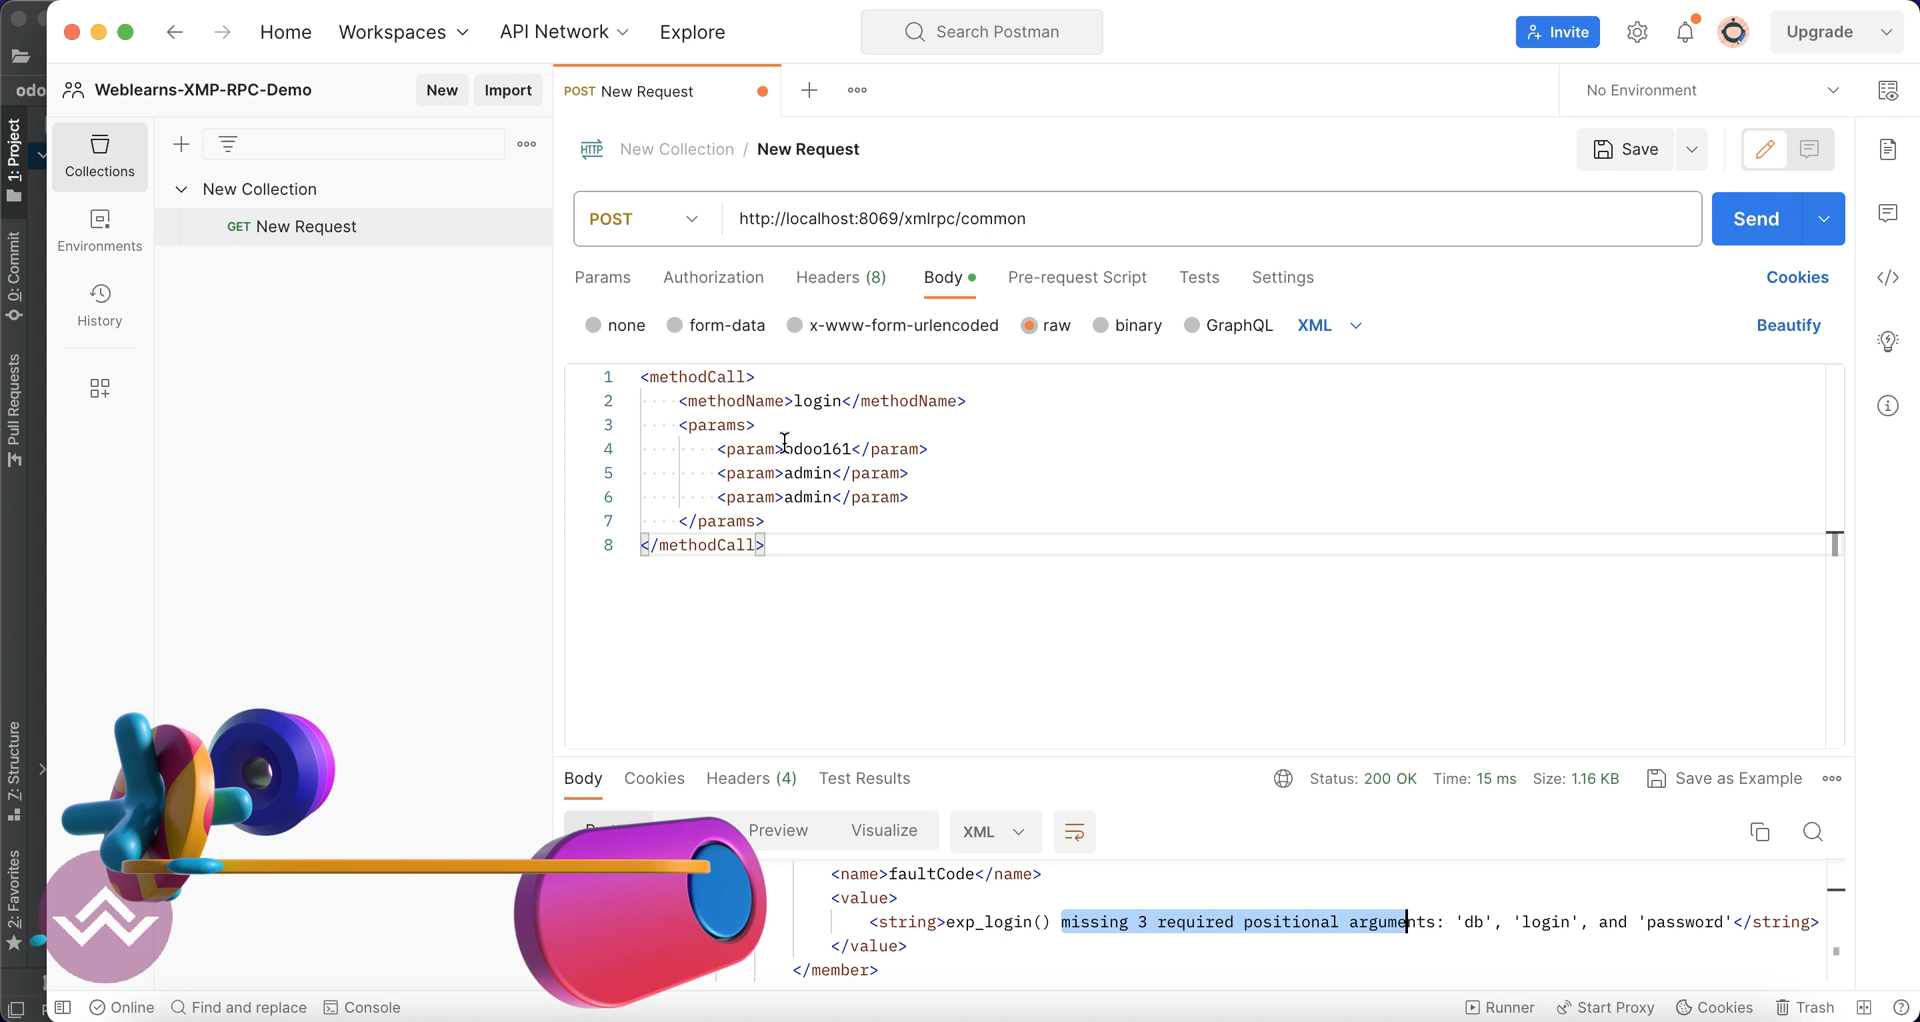 Home
Workspaces
API Network
Explore
Search Postman
Invite
Upgrade
odo
Weblearns-XMP-RPC-Demo
New
Import
POST New Request
No Environment
1: Project
0: Commit
Pull Requests
Z: Structure
2: Favorites
Collections
Environments
History
New Collection
GET New Request
HTTP
New Collection / New Request
Save
POST
http://localhost:8069/xmlrpc/common
Send
Params
Authorization
Headers (8)
Body
Pre-request Script
Tests
Settings
Cookies
none
form-data
x-www-form-urlencoded
raw
binary
GraphQL
XML
Beautify
1 <methodCall>
2 <methodName>login</methodName>
3 <params>
4 <param>odoo161</param>
5 <param>admin</param>
6 <param>admin</param>
7 </params>
8 </methodCall>
Body
Cookies
Headers (4)
Test Results
Status: 200 OK
Time: 15 ms
Size: 1.16 KB
Save as Example
Preview
Visualize
XML
<name>faultCode</name>
<value>
<string>exp_login() missing 3 required positional arguments: 'db', 'login', and 'password'</string>
</value>
</member>
Online
Find and replace
Console
Runner
Start Proxy
Cookies
Trash